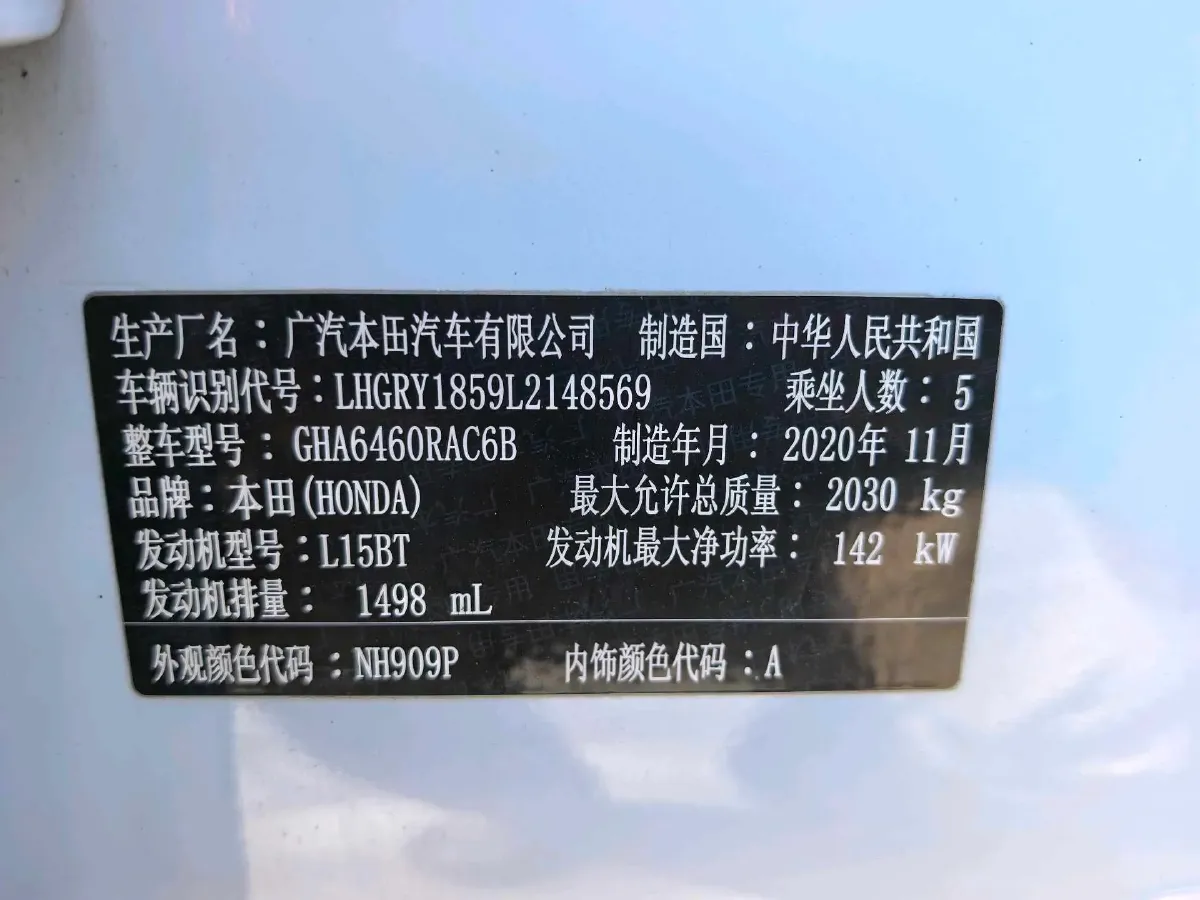 生产厂名：广汽本田汽车有限公司 制造国：中华人民共和国
车辆识别代号：LHGRY1859L2148569 乘坐人数：5
整车型号：GHA6460RAC6B 制造年月：2020年 11月
品牌：本田(HONDA) 最大允许总质量：2030 kg
发动机型号：L15BT 发动机最大净功率：142 kW
发动机排量： 1498 mL
外观颜色代码：NH909P 内饰颜色代码：A